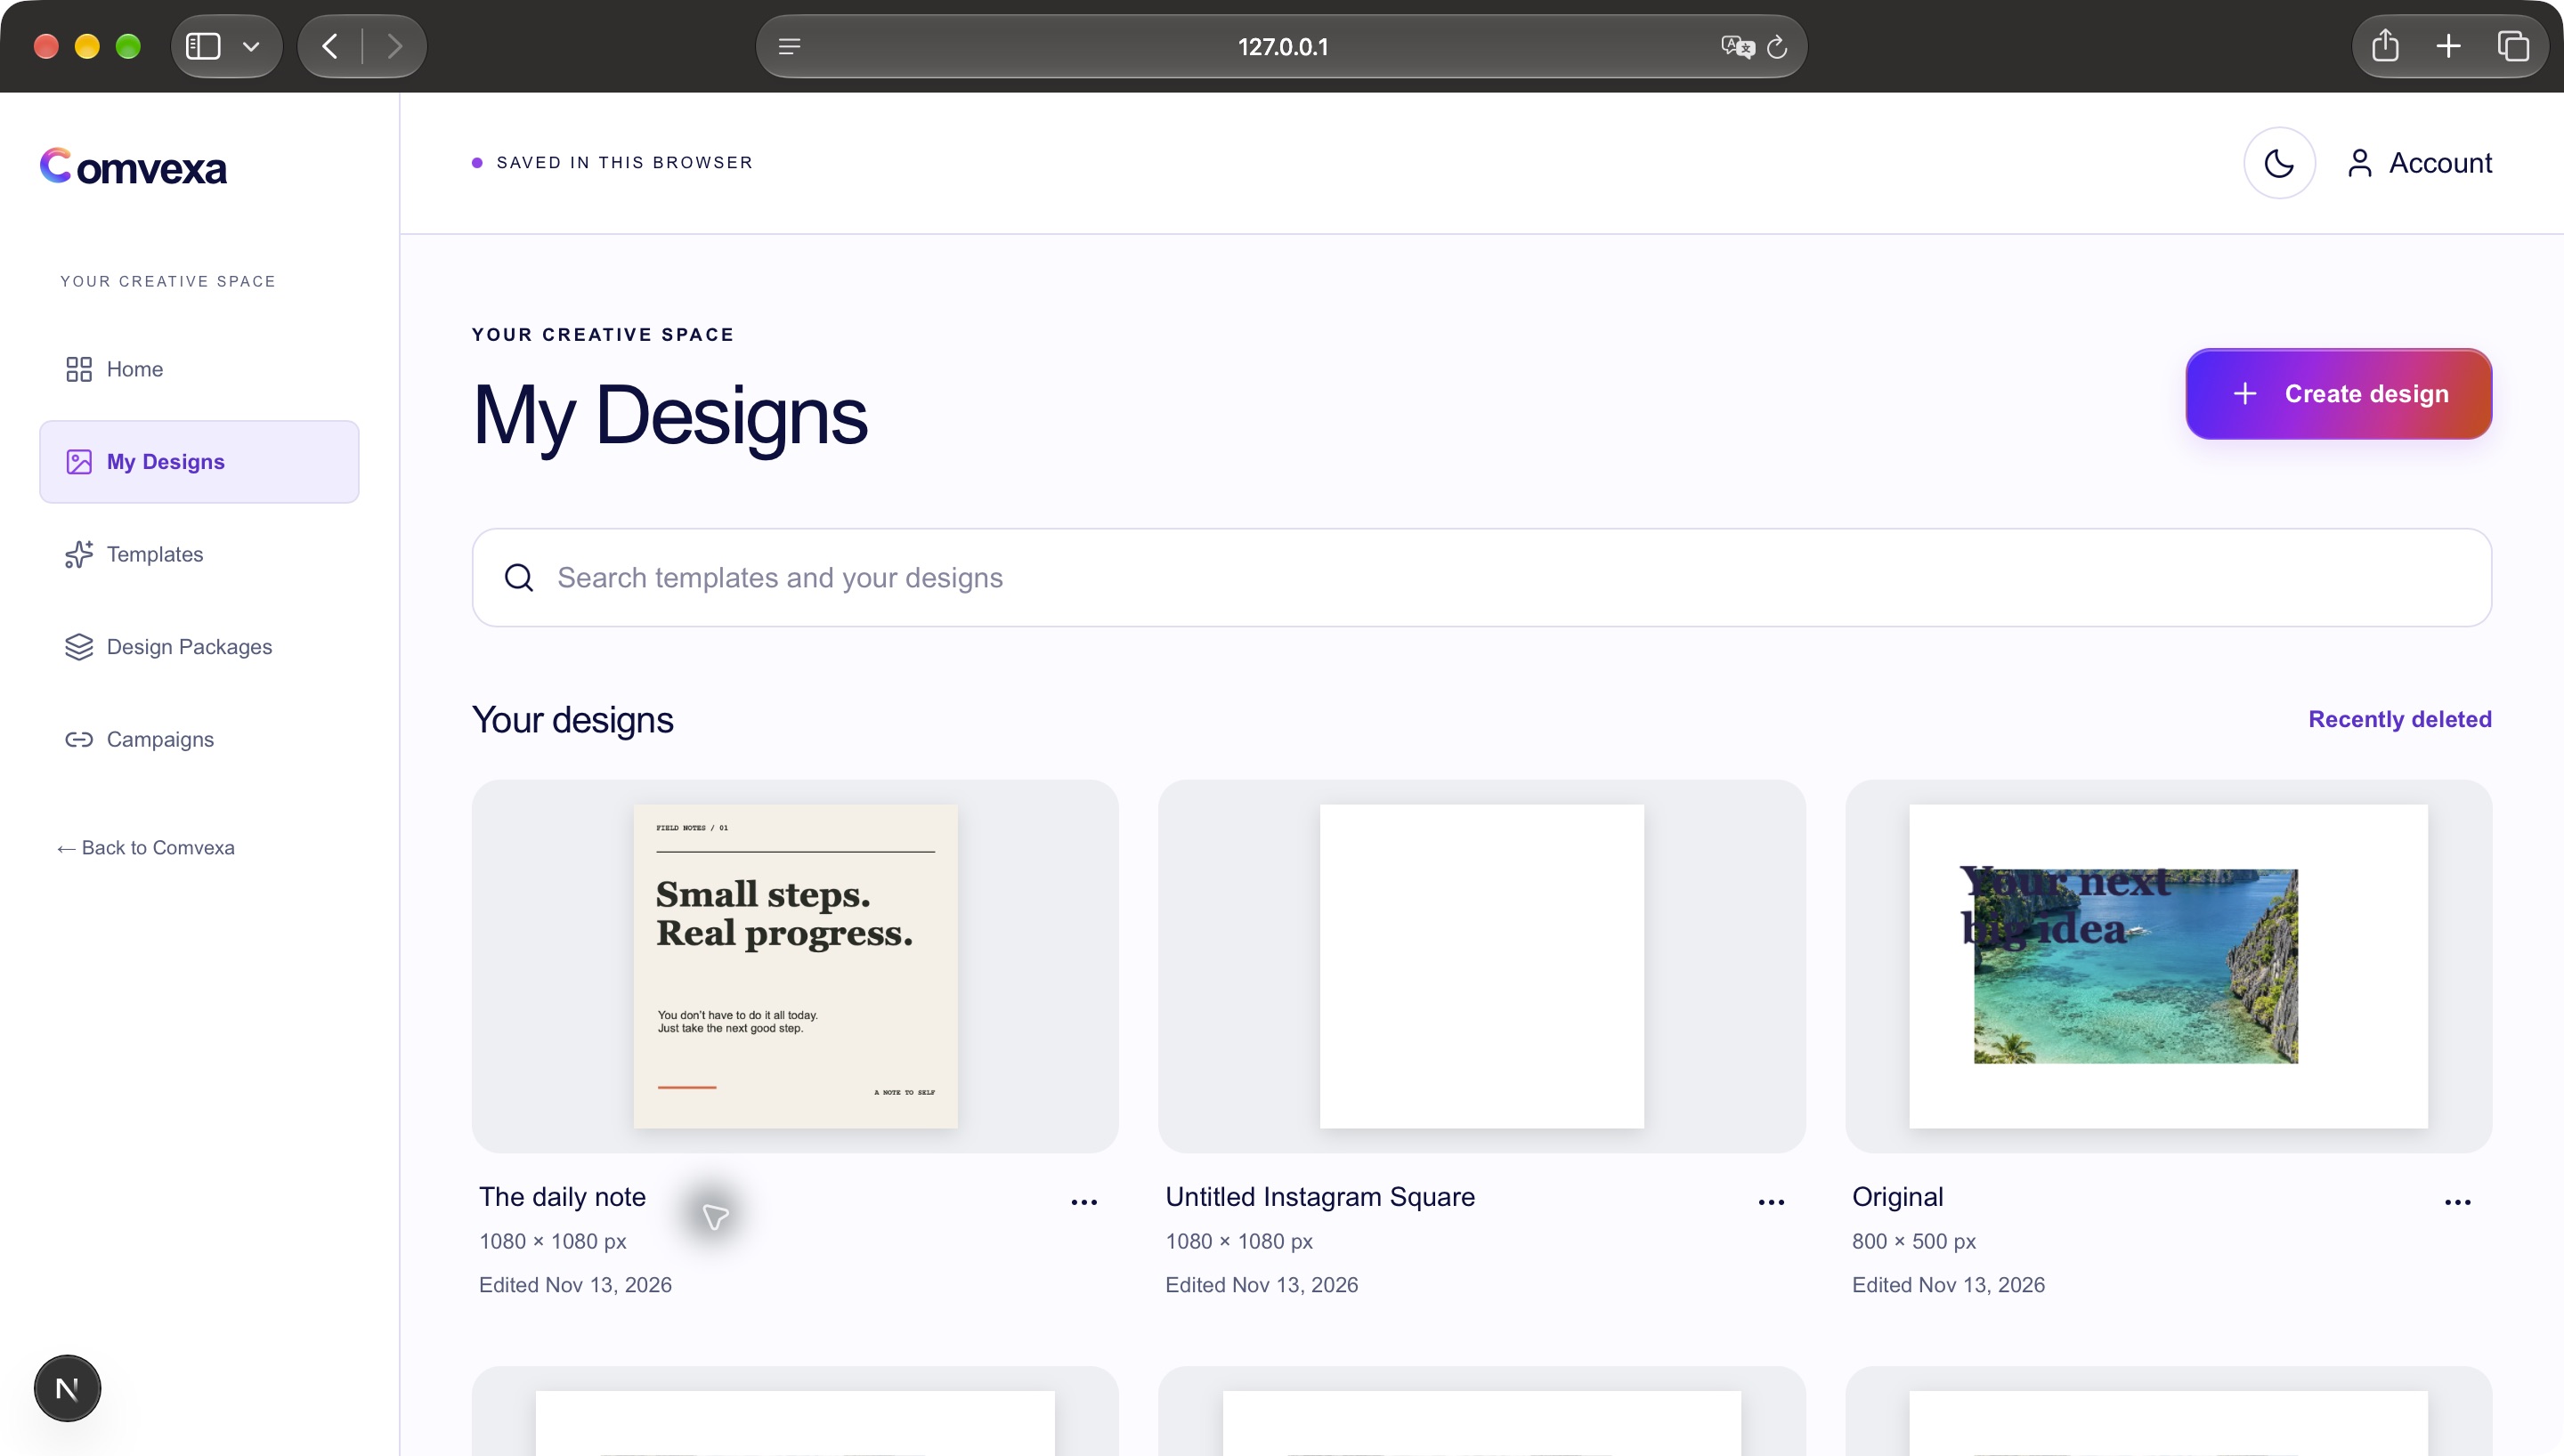 127.0.0.1
Comvexa
SAVED IN THIS BROWSER
Account
YOUR CREATIVE SPACE
Home
My Designs
Templates
Design Packages
Campaigns
← Back to Comvexa
YOUR CREATIVE SPACE
My Designs
+ Create design
Search templates and your designs
Your designs
Recently deleted
FIELD NOTES / 01
Small steps.
Real progress.
You don't have to do it all today.
Just take the next good step.
A NOTE TO SELF
Your next
big idea
The daily note
1080 × 1080 px
Edited Nov 13, 2026
Untitled Instagram Square
1080 × 1080 px
Edited Nov 13, 2026
Original
800 × 500 px
Edited Nov 13, 2026
N